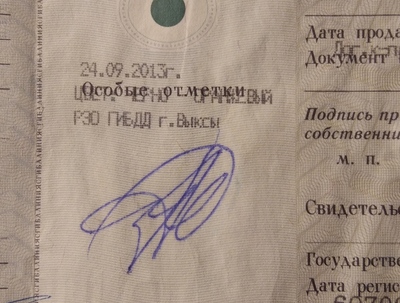 24.09.2013г.
Особые отметки
ЦВЕТ: ЧЕРНО ОРАНЖЕВЫЙ
РЭО ГИБДД г.Выксы
Дата прода
Документ
Подпись пр
собственни
м. п.
Свидетель
Государстве
Дата регис